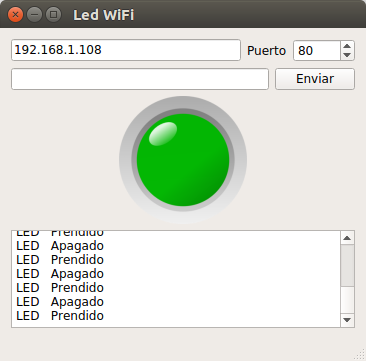 Led WiFi
192.168.1.108 Puerto 80
Enviar
LED Prendido
LED Apagado
LED Prendido
LED Apagado
LED Prendido
LED Apagado
LED Prendido